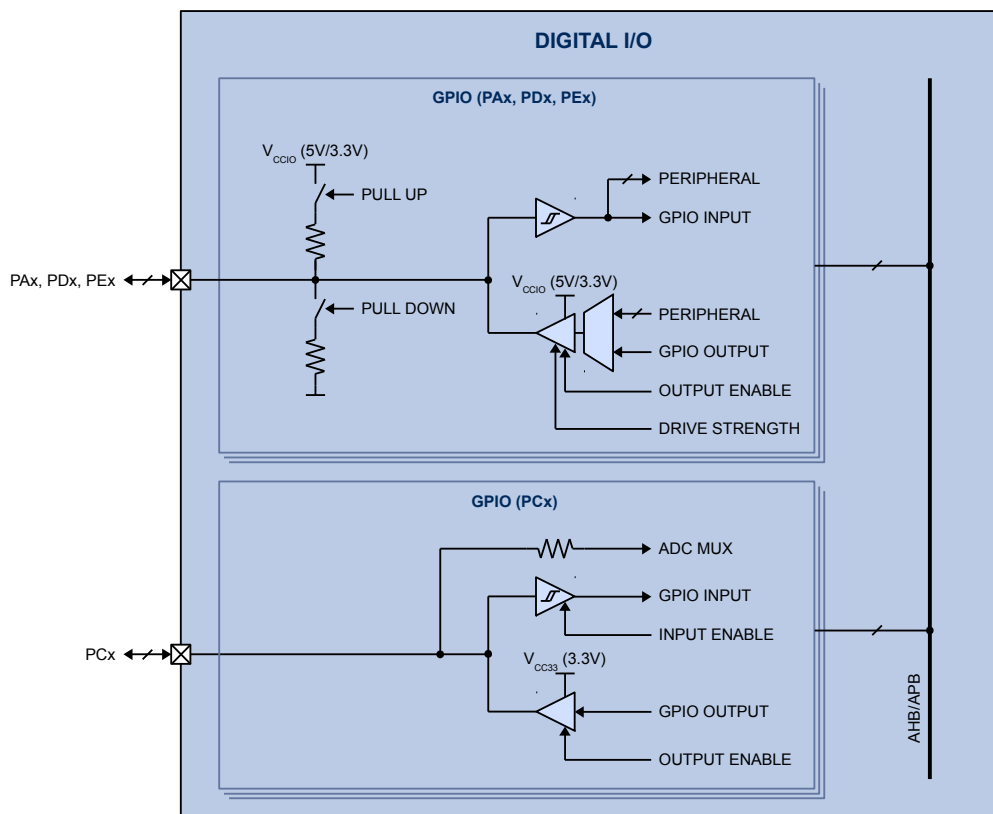 DIGITAL I/O
GPIO (PAx, PDx, PEx)
VCCIO (5V/3.3V)
PULL UP
PERIPHERAL
GPIO INPUT
PAx, PDx, PEx
PULL DOWN
VCCIO (5V/3.3V)
PERIPHERAL
GPIO OUTPUT
OUTPUT ENABLE
DRIVE STRENGTH
GPIO (PCx)
ADC MUX
GPIO INPUT
INPUT ENABLE
PCx
VCC33 (3.3V)
GPIO OUTPUT
OUTPUT ENABLE
AHB/APB